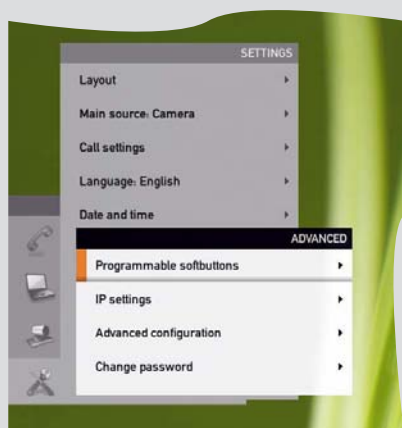 SETTINGS
Layout
Main source: Camera
Call settings
Language: English
Date and time
ADVANCED
Programmable softbuttons
IP settings
Advanced configuration
Change password